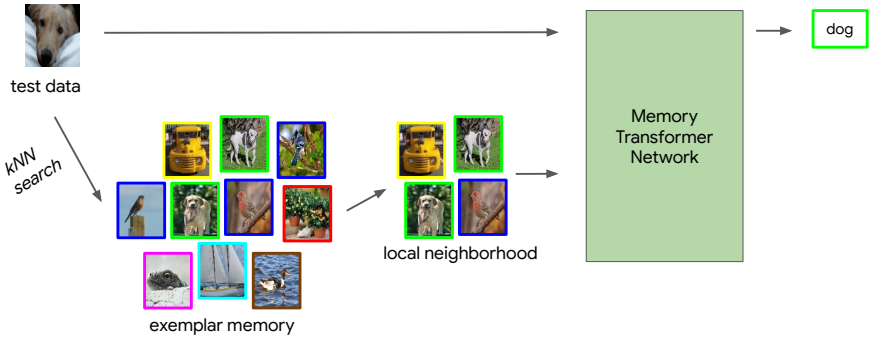 test data
kNN
search
exemplar memory
local neighborhood
Memory
Transformer
Network
dog